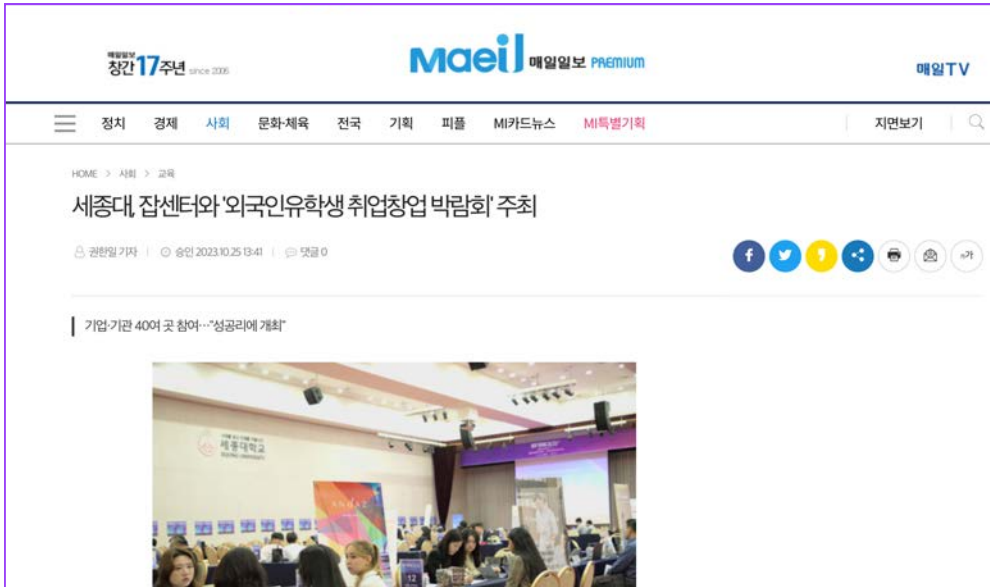 매일일보
창간17주년 since 2006
Maeil 매일일보 PREMIUM
매일TV
정치 경제 사회 문화·체육 전국 기획 피플 MI카드뉴스 MI특별기획 지면보기
HOME > 사회 > 교육
세종대, 잡센터와 '외국인유학생 취업창업 박람회' 주최
권한일 기자 승인 2023.10.25 13:41 댓글 0
가
기업·기관 40여 곳 참여…"성공리에 개최"
세종대학교
SEJONG UNIVERSITY
12